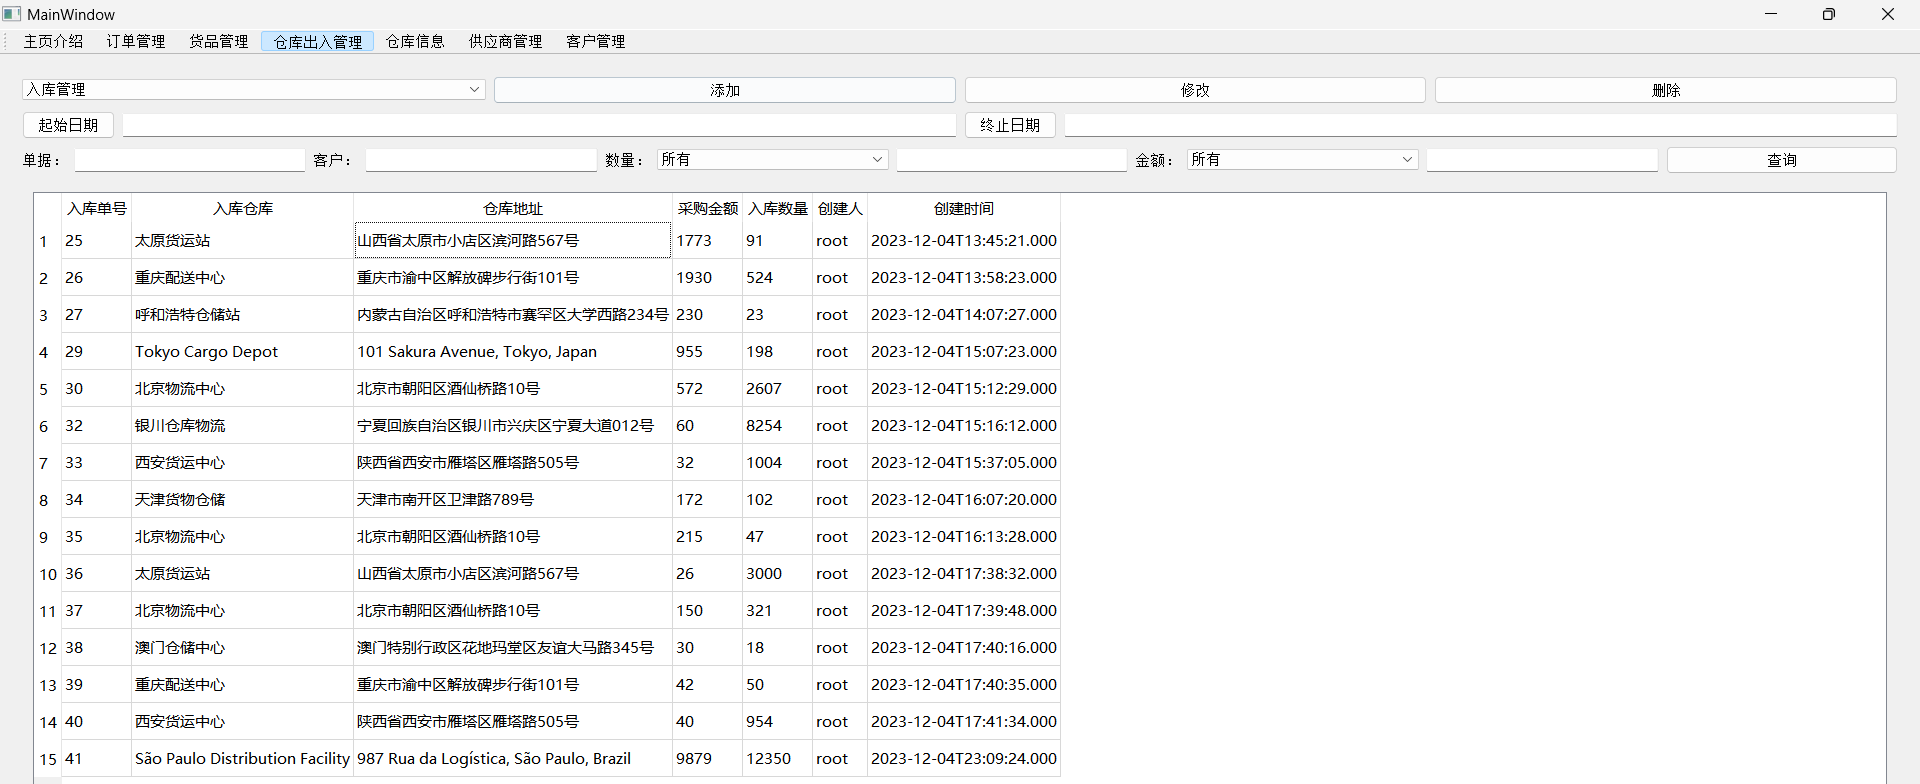 MainWindow
主页介绍 订单管理 货品管理 仓库出入管理 仓库信息 供应商管理 客户管理
入库管理 添加 修改 删除
起始日期 终止日期
单据： 客户： 数量： 所有 金额： 所有 查询
入库单号 入库仓库 仓库地址 采购金额 入库数量 创建人 创建时间
1 25 太原货运站 山西省太原市小店区滨河路567号 1773 91 root 2023-12-04T13:45:21.000
2 26 重庆配送中心 重庆市渝中区解放碑步行街101号 1930 524 root 2023-12-04T13:58:23.000
3 27 呼和浩特仓储站 内蒙古自治区呼和浩特市赛罕区大学西路234号 230 23 root 2023-12-04T14:07:27.000
4 29 Tokyo Cargo Depot 101 Sakura Avenue, Tokyo, Japan 955 198 root 2023-12-04T15:07:23.000
5 30 北京物流中心 北京市朝阳区酒仙桥路10号 572 2607 root 2023-12-04T15:12:29.000
6 32 银川仓库物流 宁夏回族自治区银川市兴庆区宁夏大道012号 60 8254 root 2023-12-04T15:16:12.000
7 33 西安货运中心 陕西省西安市雁塔区雁塔路505号 32 1004 root 2023-12-04T15:37:05.000
8 34 天津货物仓储 天津市南开区卫津路789号 172 102 root 2023-12-04T16:07:20.000
9 35 北京物流中心 北京市朝阳区酒仙桥路10号 215 47 root 2023-12-04T16:13:28.000
10 36 太原货运站 山西省太原市小店区滨河路567号 26 3000 root 2023-12-04T17:38:32.000
11 37 北京物流中心 北京市朝阳区酒仙桥路10号 150 321 root 2023-12-04T17:39:48.000
12 38 澳门仓储中心 澳门特别行政区花地玛堂区友谊大马路345号 30 18 root 2023-12-04T17:40:16.000
13 39 重庆配送中心 重庆市渝中区解放碑步行街101号 42 50 root 2023-12-04T17:40:35.000
14 40 西安货运中心 陕西省西安市雁塔区雁塔路505号 40 954 root 2023-12-04T17:41:34.000
15 41 São Paulo Distribution Facility 987 Rua da Logística, São Paulo, Brazil 9879 12350 root 2023-12-04T23:09:24.000